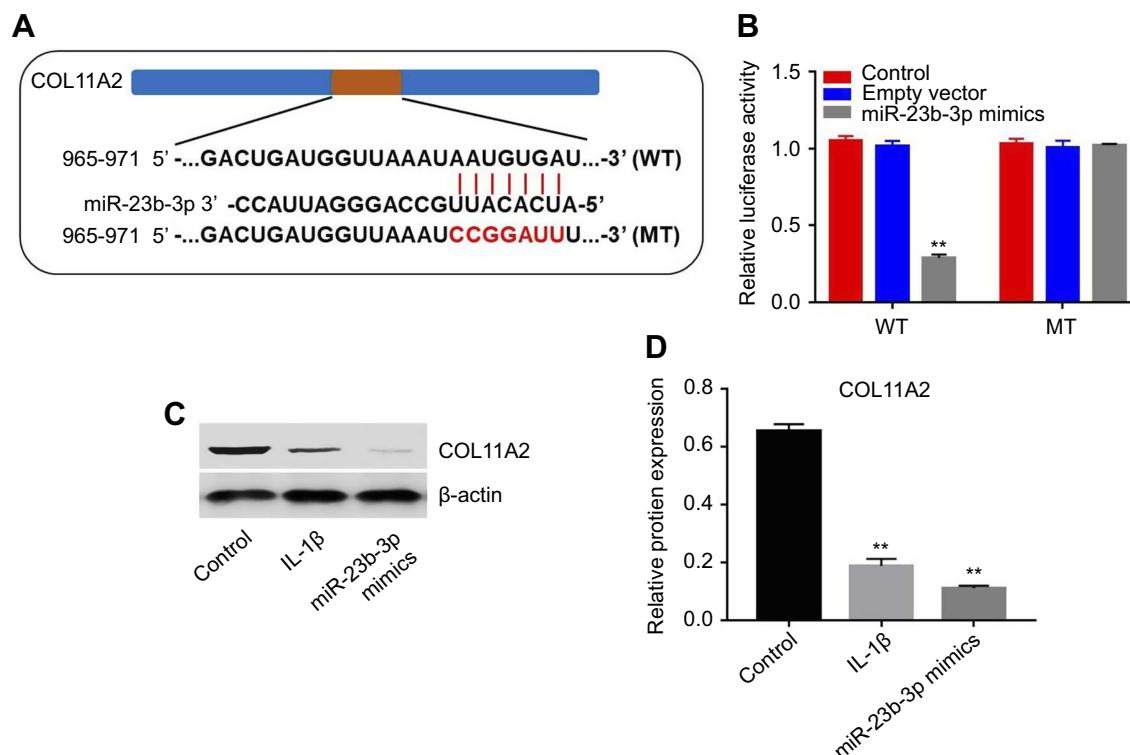 A
COL11A2
965-971 5’ -...GACUGAUGGUUAAAUAAUGUGAU...-3’ (WT)
miR-23b-3p 3’ -CCAUUAGGGACCGUUACACUA-5’
965-971 5’ -...GACUGAUGGUUAAAUCCGGAUUU...-3’ (MT)
B
Relative luciferase activity
1.5
1.0
0.5
0.0
Control
Empty vector
miR-23b-3p mimics
**
WT
MT
C
COL11A2
β-actin
Control
IL-1β
miR-23b-3p
mimics
D
COL11A2
Relative protien expression
0.8
0.6
0.4
0.2
0.0
**
**
Control
IL-1β
miR-23b-3p mimics